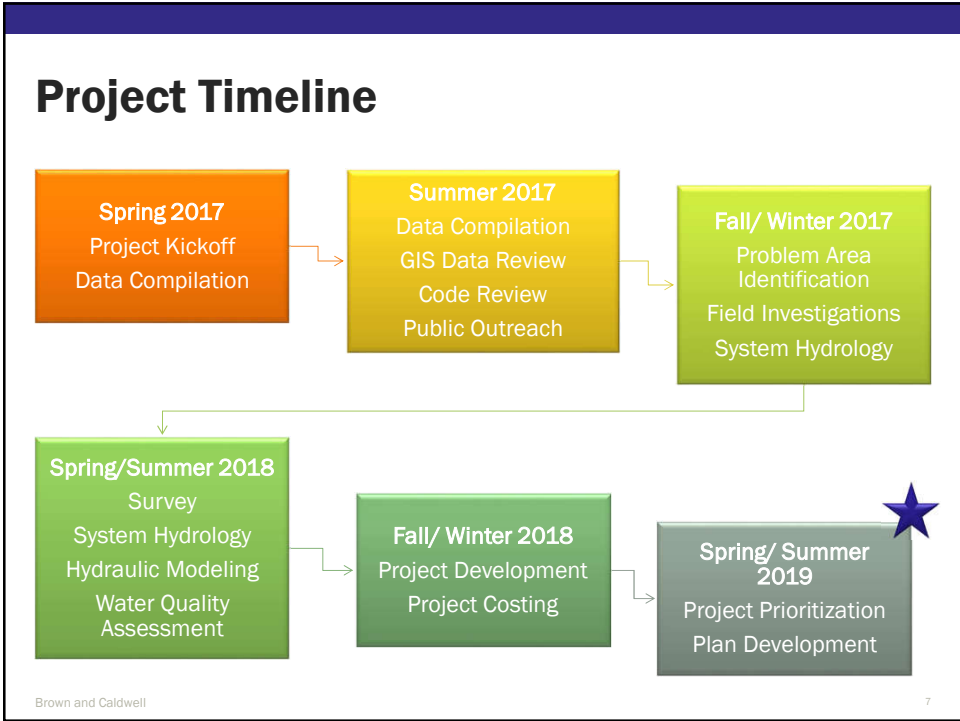 Project Timeline
Spring 2017
Project Kickoff
Data Compilation
Summer 2017
Data Compilation
GIS Data Review
Code Review
Public Outreach
Fall/ Winter 2017
Problem Area
Identification
Field Investigations
System Hydrology
Spring/Summer 2018
Survey
System Hydrology
Hydraulic Modeling
Water Quality
Assessment
Fall/ Winter 2018
Project Development
Project Costing
Spring/ Summer
2019
Project Prioritization
Plan Development
Brown and Caldwell
7